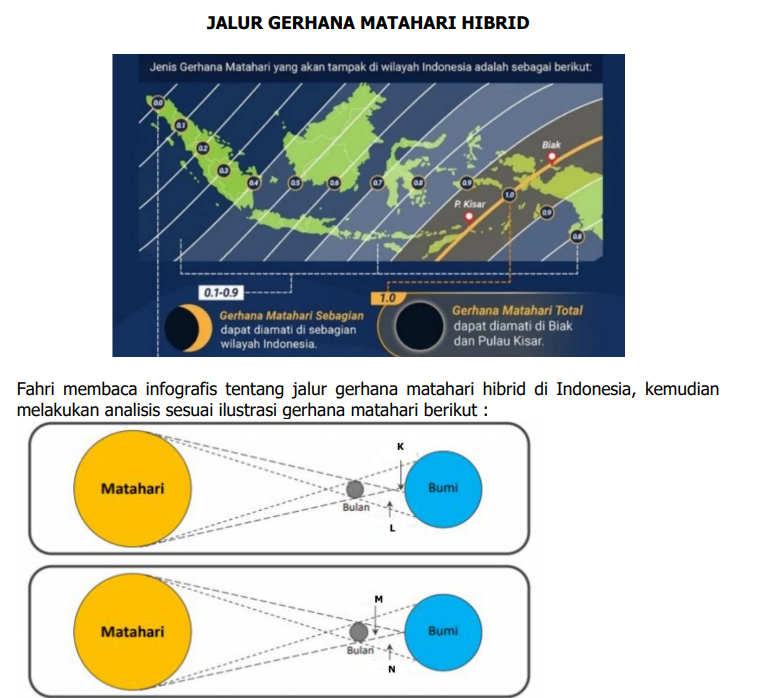 JALUR GERHANA MATAHARI HIBRID
Jenis Gerhana Matahari yang akan tampak di wilayah Indonesia adalah sebagai berikut:
0.0
0.1
0.2
0.3
0.4
0.5
0.6
0.7
0.8
0.9
1.0
0.9
0.8
Biak
P. Kisar
0.1-0.9
Gerhana Matahari Sebagian
dapat diamati di sebagian
wilayah Indonesia.
1.0
Gerhana Matahari Total
dapat diamati di Biak
dan Pulau Kisar.
Fahri membaca infografis tentang jalur gerhana matahari hibrid di Indonesia, kemudian
melakukan analisis sesuai ilustrasi gerhana matahari berikut :
K
Matahari
Bulan
Bumi
L
M
Matahari
Bulan
Bumi
N